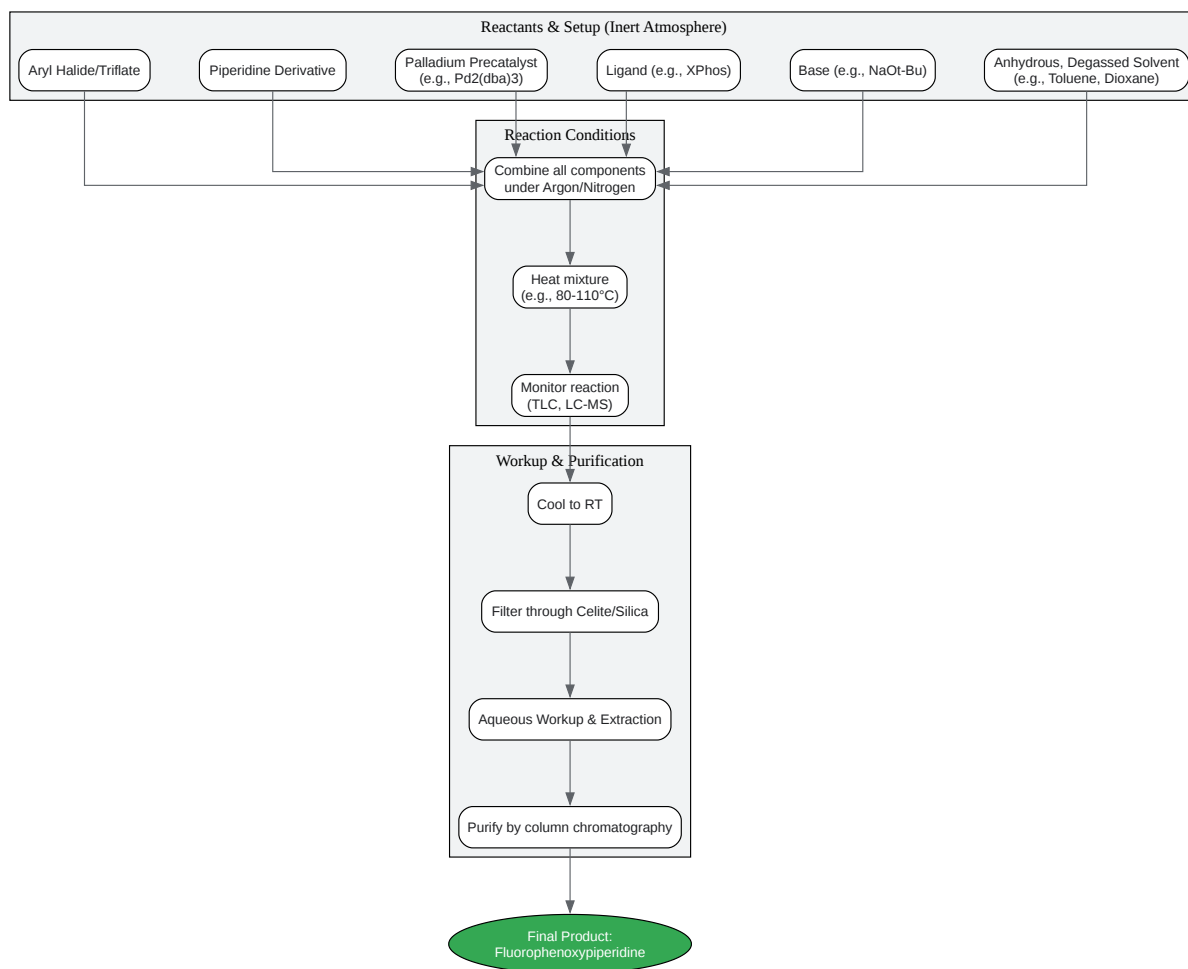 Reactants & Setup (Inert Atmosphere)
Aryl Halide/Triflate
Piperidine Derivative
Palladium Precatalyst
(e.g., Pd2(dba)3)
Ligand (e.g., XPhos)
Base (e.g., NaOt-Bu)
Anhydrous, Degassed Solvent
(e.g., Toluene, Dioxane)
Reaction Conditions
Combine all components
under Argon/Nitrogen
Heat mixture
(e.g., 80-110°C)
Monitor reaction
(TLC, LC-MS)
Workup & Purification
Cool to RT
Filter through Celite/Silica
Aqueous Workup & Extraction
Purify by column chromatography
Final Product:
Fluorophenoxypiperidine